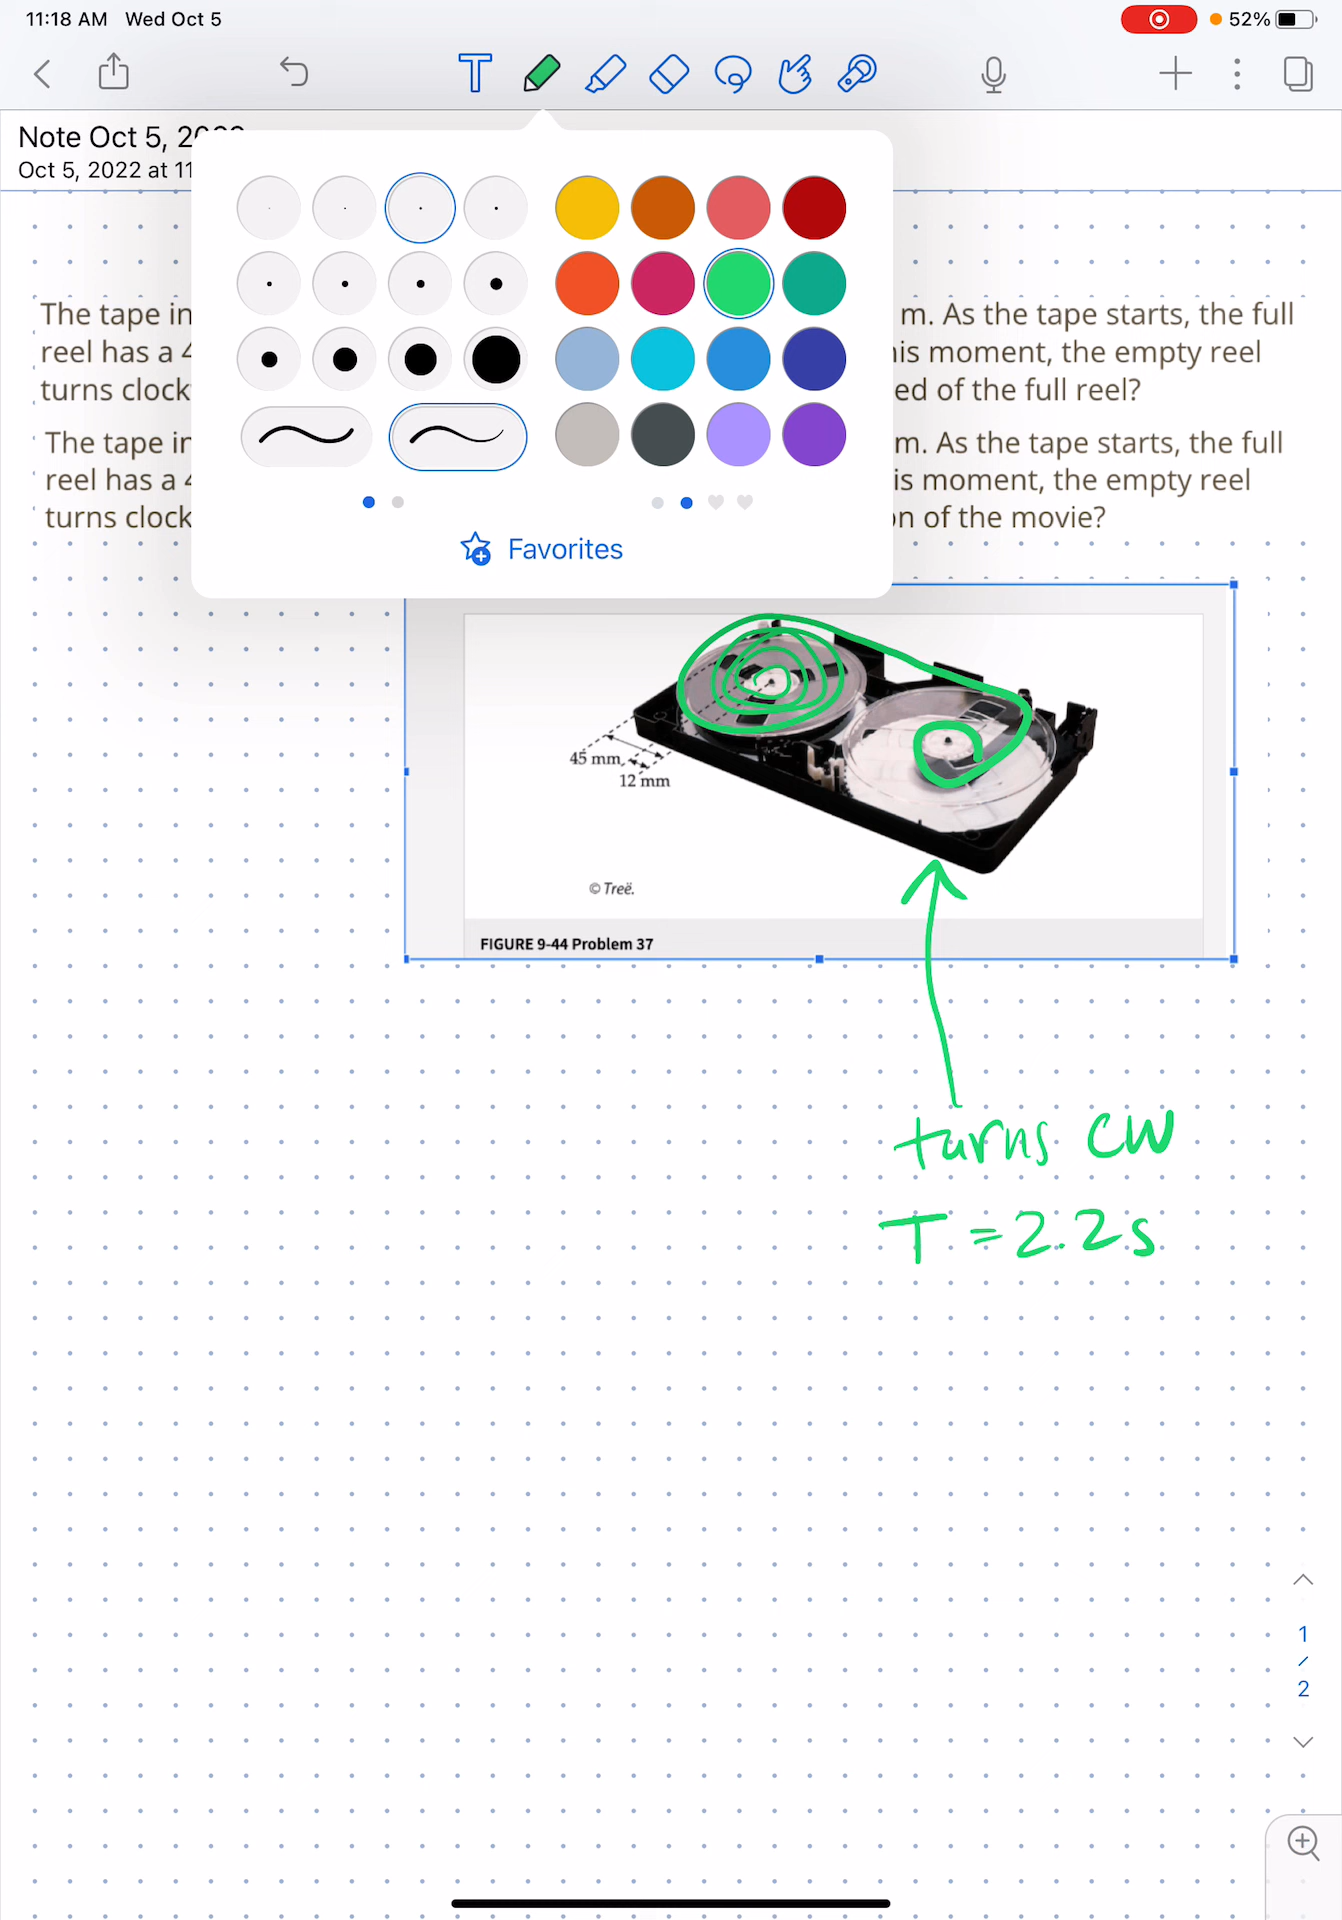 11:18 AM Wed Oct 5
52%
T
Note Oct 5,
Oct 5, 2022 at 11
The tape in m. As the tape starts, the full
reel has a is moment, the empty reel
turns clock ed of the full reel?
The tape in m. As the tape starts, the full
reel has a is moment, the empty reel
turns clock n of the movie?
Favorites
45 mm
12 mm
© Treë.
FIGURE 9-44 Problem 37
turns CW
T = 2.2s
1
/
2